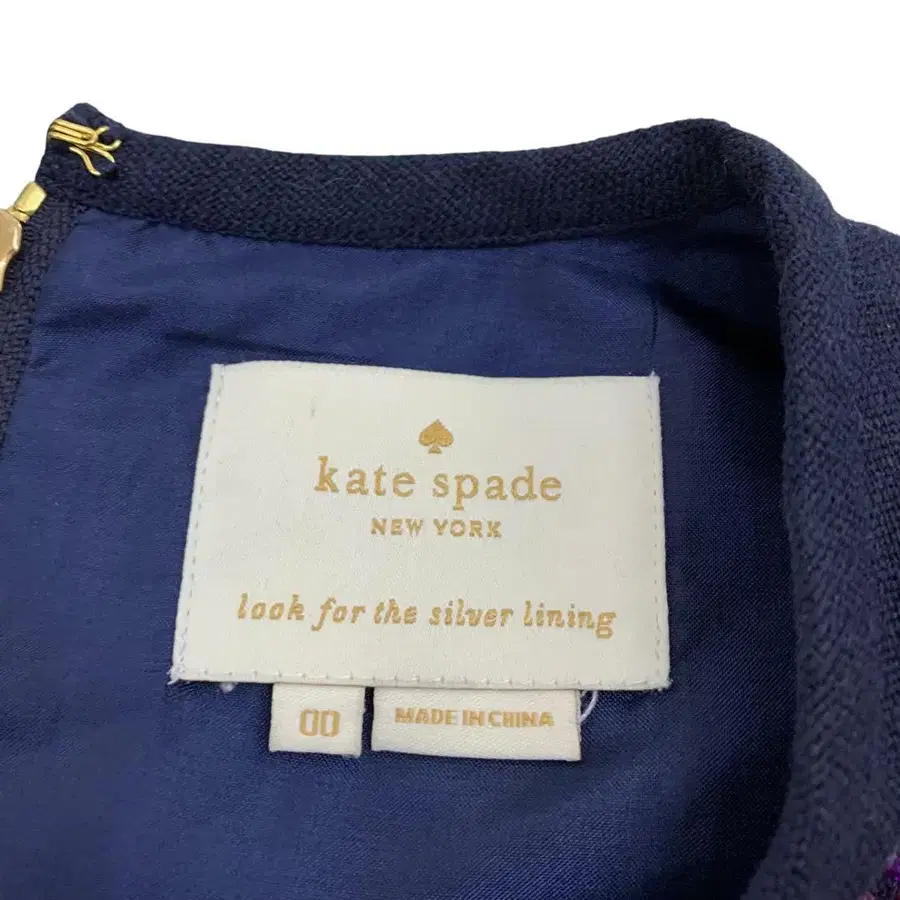 kate spade
NEW YORK
look for the silver lining
00
MADE IN CHINA